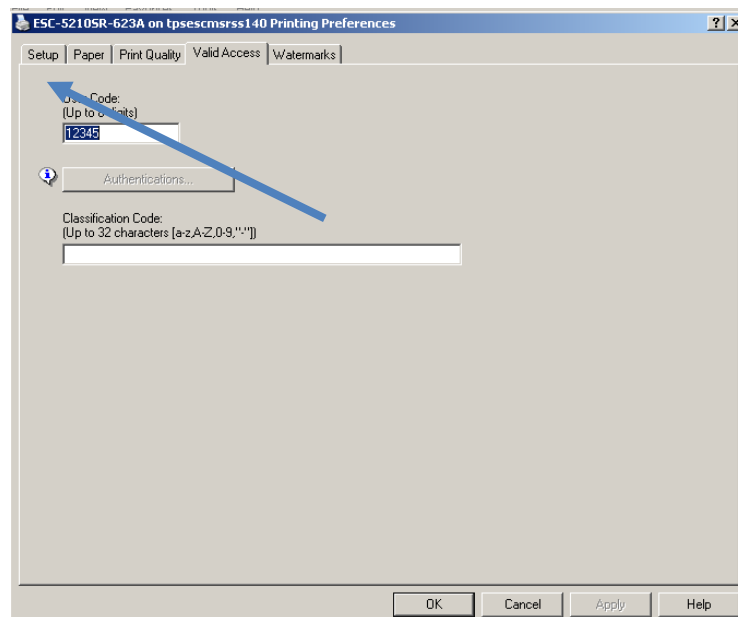 ESC-5210SR-623A on tpsescmsrss140 Printing Preferences
Setup Paper Print Quality Valid Access Watermarks
Code:
(Up to 8 digits)
12345
Authentications...
Classification Code:
(Up to 32 characters [a-z,A-Z,0-9,"-"])
OK Cancel Apply Help